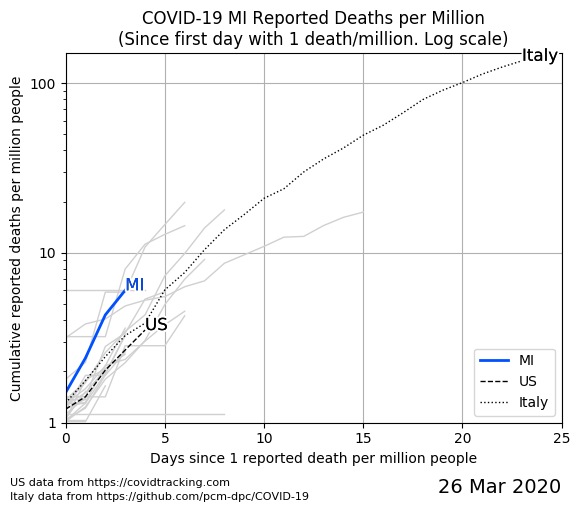 COVID-19 MI Reported Deaths per Million
(Since first day with 1 death/million. Log scale)
Cumulative reported deaths per million people
100
10
1
Italy
MI
US
MI
US
Italy
0
5
10
15
20
25
Days since 1 reported death per million people
US data from https://covidtracking.com
Italy data from https://github.com/pcm-dpc/COVID-19
26 Mar 2020